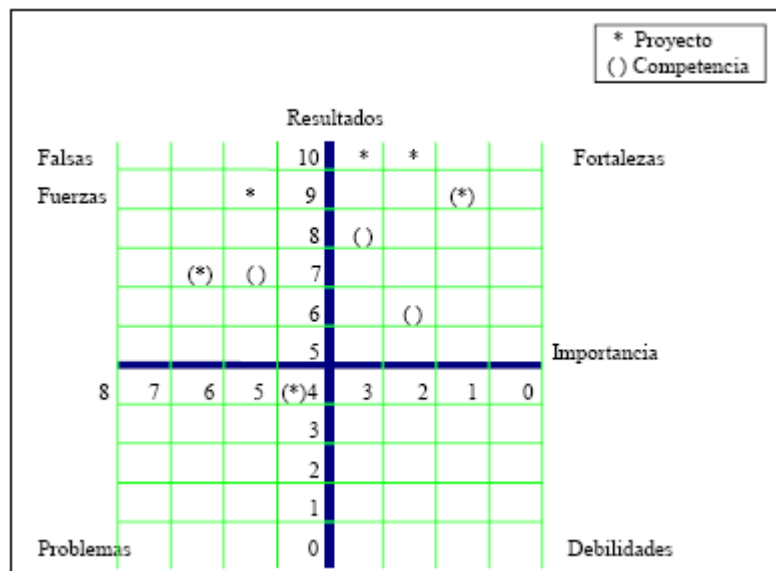 * Proyecto
( ) Competencia
Resultados
Falsas 10 * * Fortalezas
Fuerzas * 9 (*)
8 ( )
(*) ( ) 7
6 ( )
5 Importancia
8 7 6 5 (*)4 3 2 1 0
3
2
1
Problemas 0 Debilidades